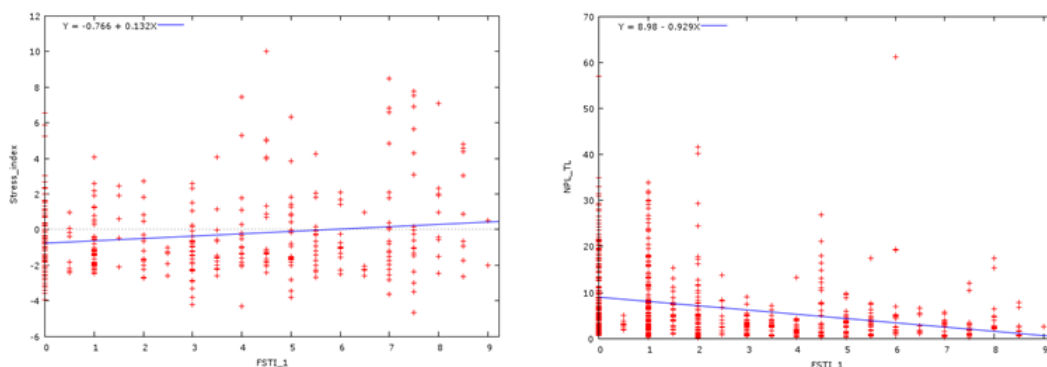 Y = -0.766 + 0.132X
12
10
8
6
4
2
0
-2
-4
-6
Stress_index
0 1 2 3 4 5 6 7 8 9
FSTI_1
Y = 8.98 - 0.929X
70
60
50
40
30
20
10
0
NPL_TL
0 1 2 3 4 5 6 7 8 9
FSTI_1